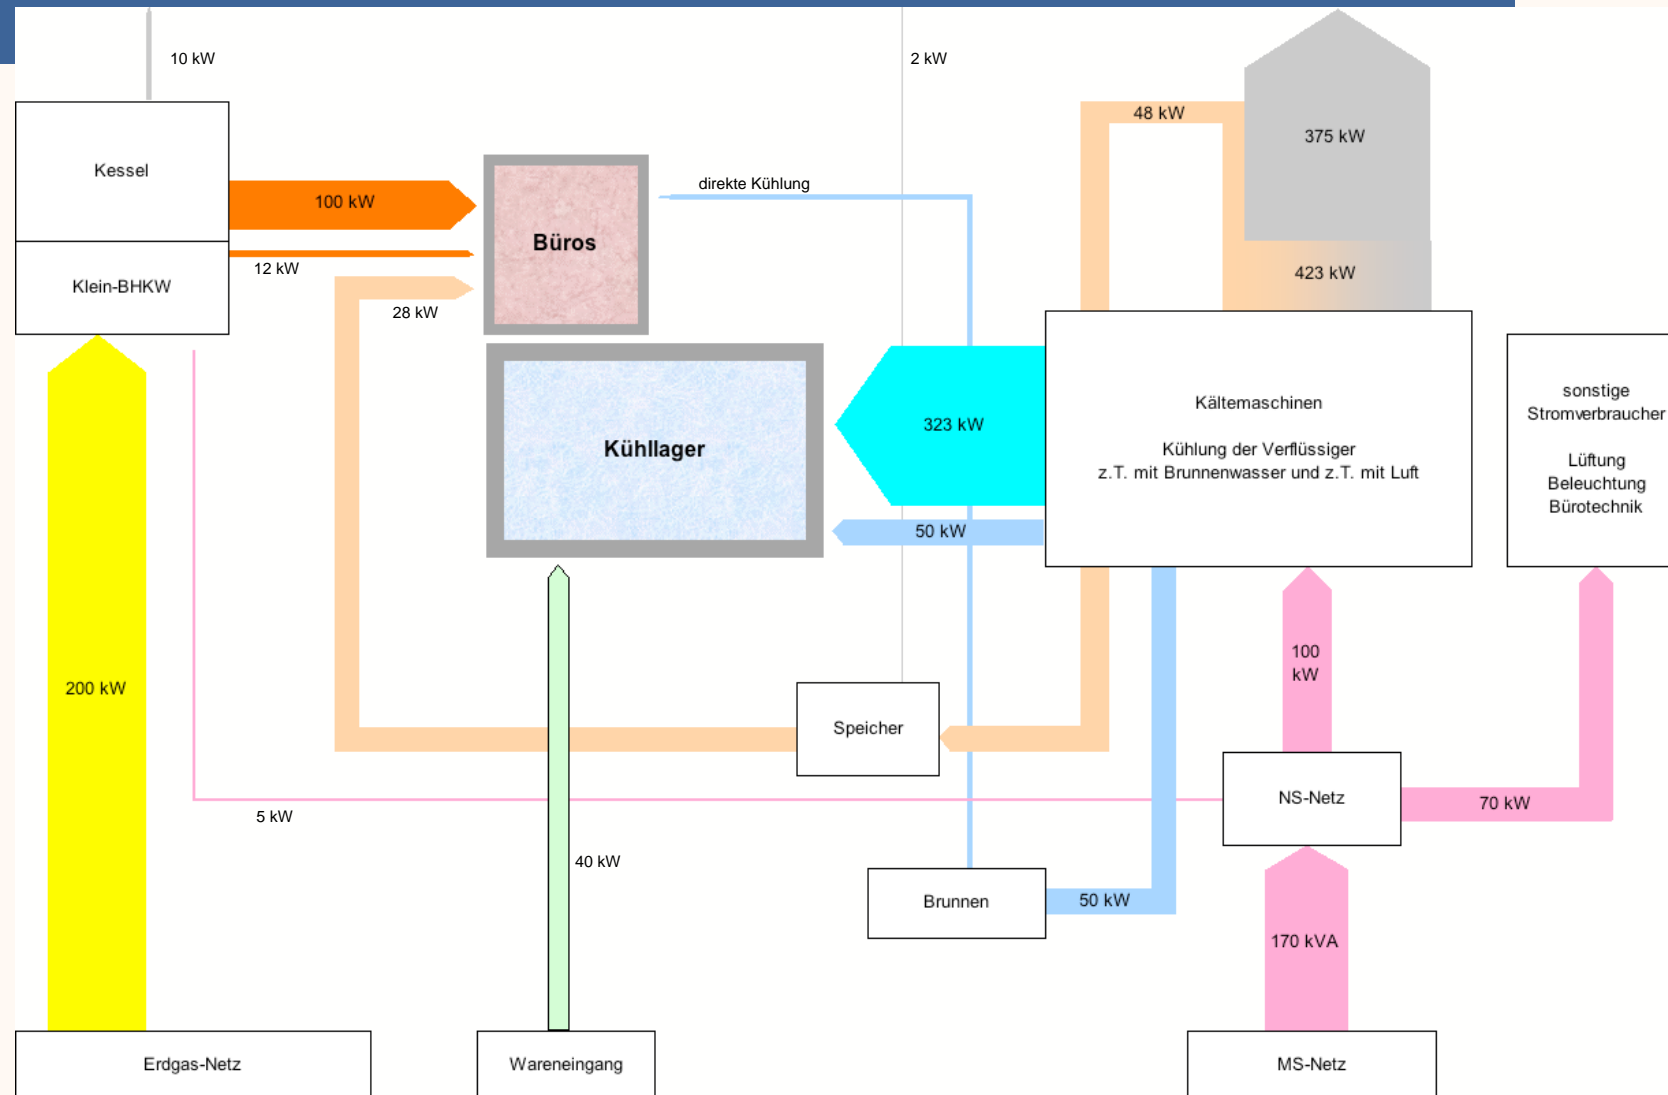 10 kW
2 kW
48 kW
375 kW
Kessel
direkte Kühlung
100 kW
Büros
12 kW
423 kW
Klein-BHKW
28 kW
sonstige
Stromverbraucher
Lüftung
Beleuchtung
Bürotechnik
Kältemaschinen
Kühlung der Verflüssiger
z.T. mit Brunnenwasser und z.T. mit Luft
323 kW
Kühllager
50 kW
100
kW
200 kW
Speicher
NS-Netz
70 kW
5 kW
40 kW
Brunnen
50 kW
170 kVA
Erdgas-Netz
Wareneingang
MS-Netz